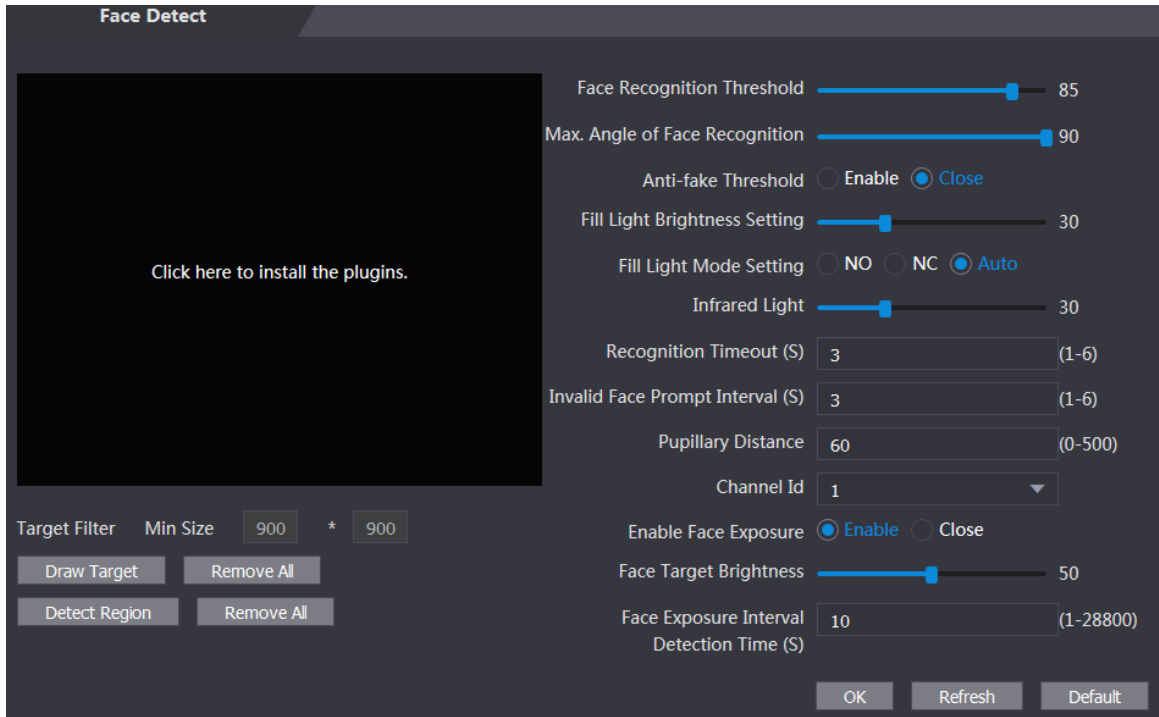 Face Detect
Click here to install the plugins.
Target Filter Min Size 900 * 900
Draw Target Remove All
Detect Region Remove All
Face Recognition Threshold 85
Max. Angle of Face Recognition 90
Anti-fake Threshold Enable Close
Fill Light Brightness Setting 30
Fill Light Mode Setting NO NC Auto
Infrared Light 30
Recognition Timeout (S) 3 (1-6)
Invalid Face Prompt Interval (S) 3 (1-6)
Pupillary Distance 60 (0-500)
Channel Id 1
Enable Face Exposure Enable Close
Face Target Brightness 50
Face Exposure Interval 10 (1-28800)
Detection Time (S)
OK Refresh Default